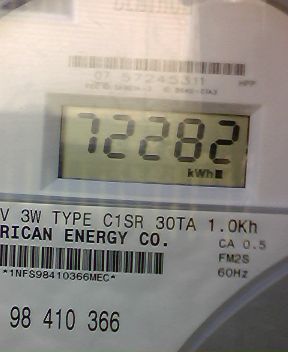 07 57245311
72282
kWh
V 3W TYPE C1SR 30TA 1.0Kh
RICAN ENERGY CO.
CA 0.5
FM2S
*1NFS98410366MEC*
60Hz
98 410 366